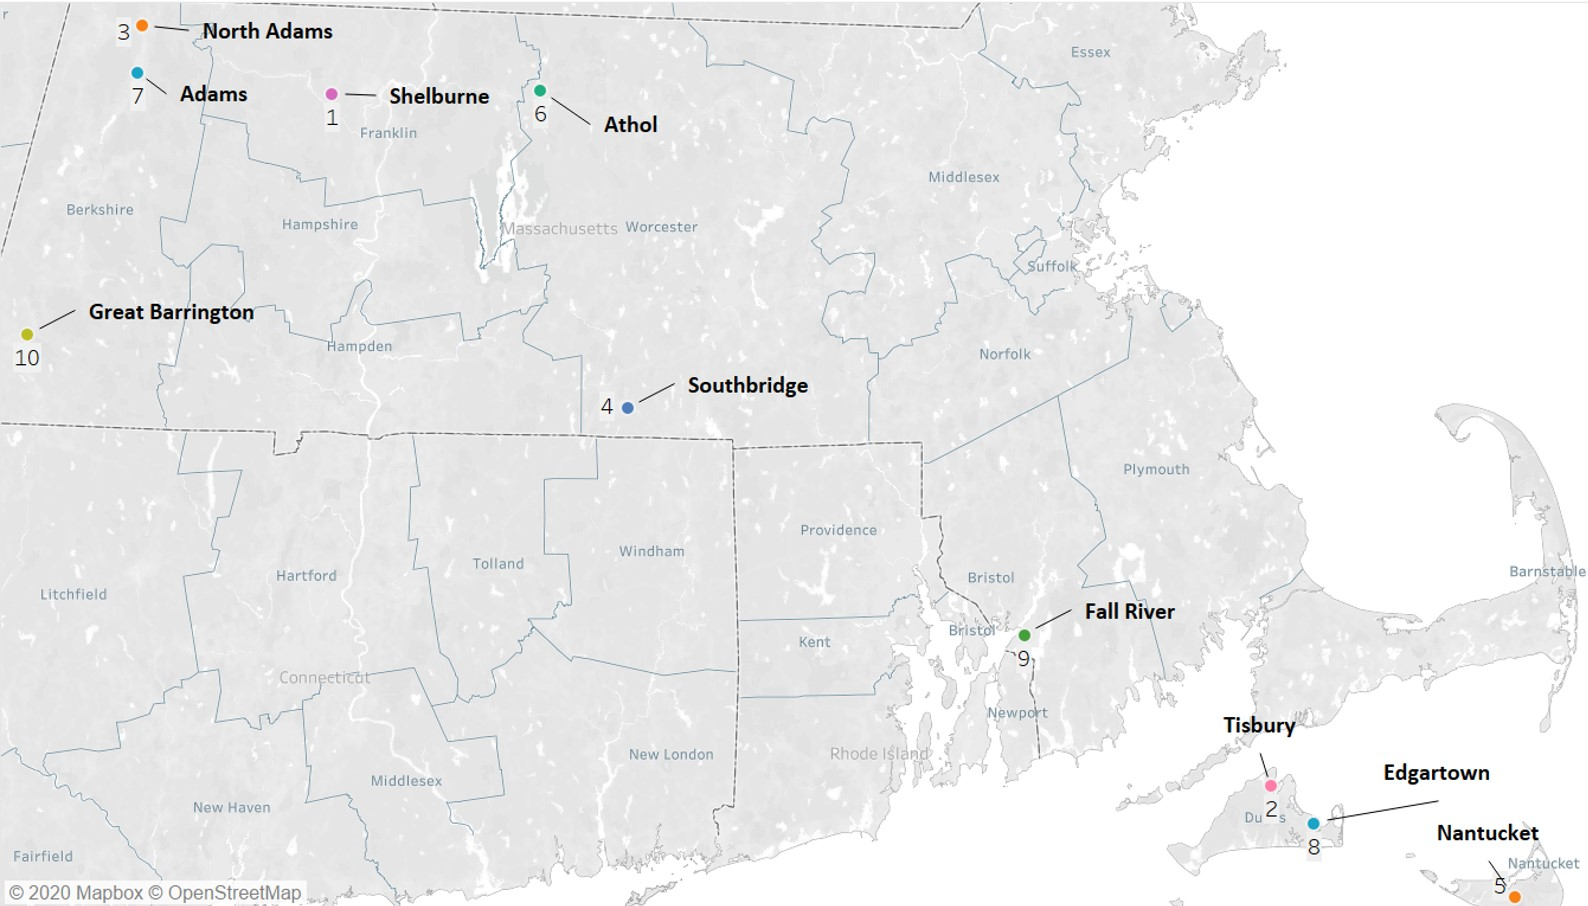 r
3 North Adams
Essex
7 Adams
1 Shelburne
6 Athol
Franklin
Middlesex
Berkshire
Hampshire
Massachusetts Worcester
Suffolk
Great Barrington
10
Hampden
Norfolk
4 Southbridge
Plymouth
Providence
Windham
Tolland
Hartford
Bristol
Barnstable
Litchfield
Fall River
Bristol
9
Kent
Connecticut
Newport
Tisbury
Rhode Island
New London
Edgartown
Middlesex
New Haven
2
Du s
8
Nantucket
Fairfield
Nantucket
5
© 2020 Mapbox © OpenStreetMap